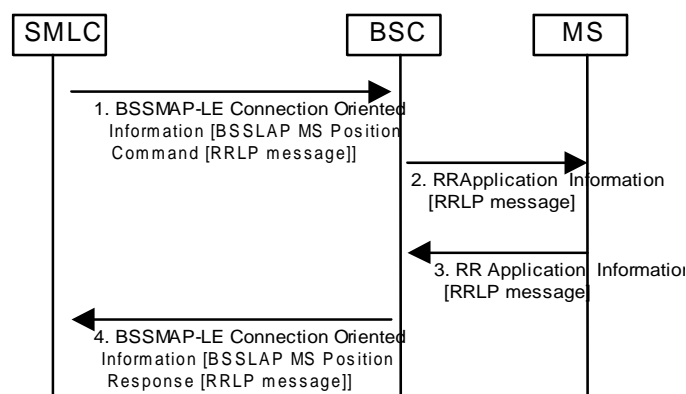 SMLC
BSC
MS
1. BSSMAP-LE Connection Oriented
Information [BSSLAP MS Position
Command [RRLP message]]
2. RRApplication Information
[RRLP message]
3. RR Application Information
[RRLP message]
4. BSSMAP-LE Connection Oriented
Information [BSSLAP MS Position
Response [RRLP message]]